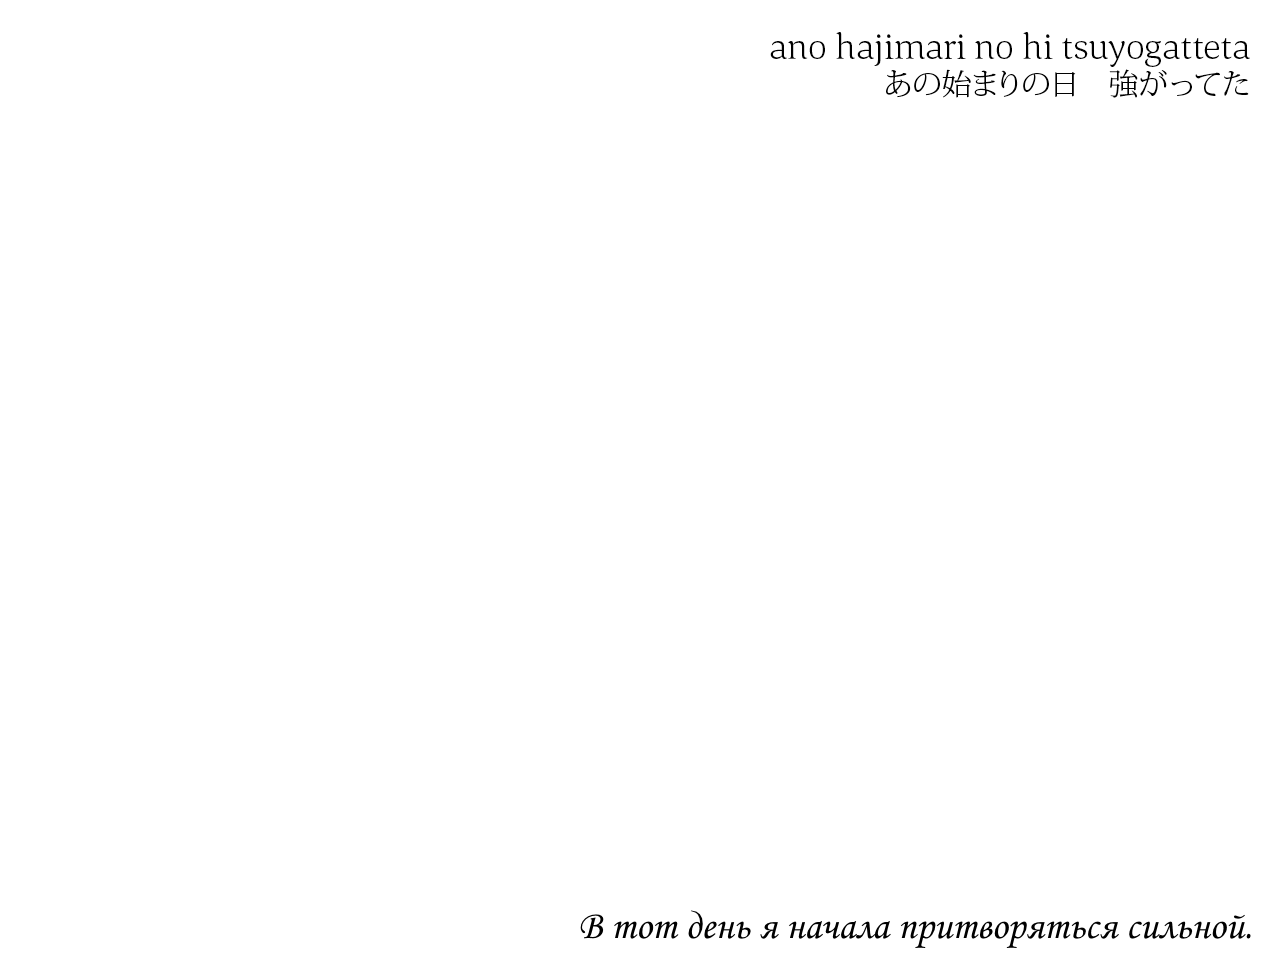 ano hajimari no hi tsuyogatteta
あの始まりの日　強がってた
В тот день я начала притворяться сильной.